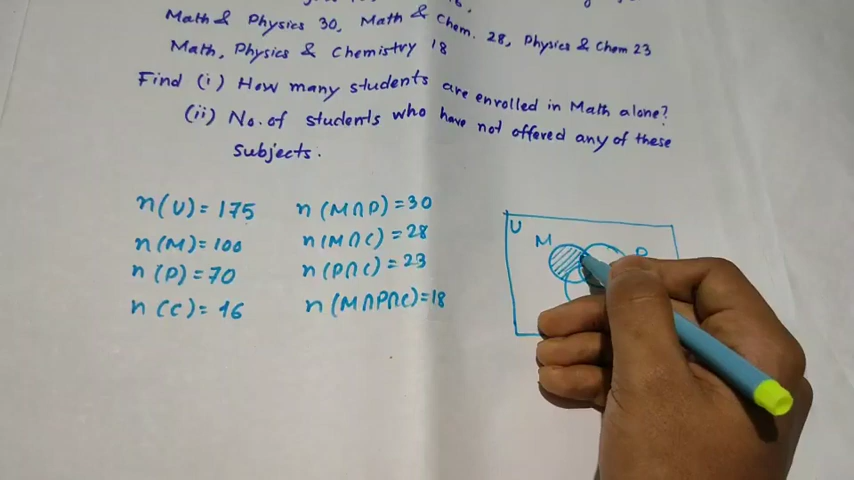 Math & Physics 30, Math & Chem. 28, Physics & Chem 23
Math, Physics & Chemistry 18
Find (i) How many students are enrolled in Math alone?
(ii) No. of students who have not offered any of these
subjects.
n(U) = 175
n(M∩P) = 30
n(M) = 100
n(M∩C) = 28
n(P) = 70
n(P∩C) = 23
n(C) = 16
n(M∩P∩C) = 18
U
M
P